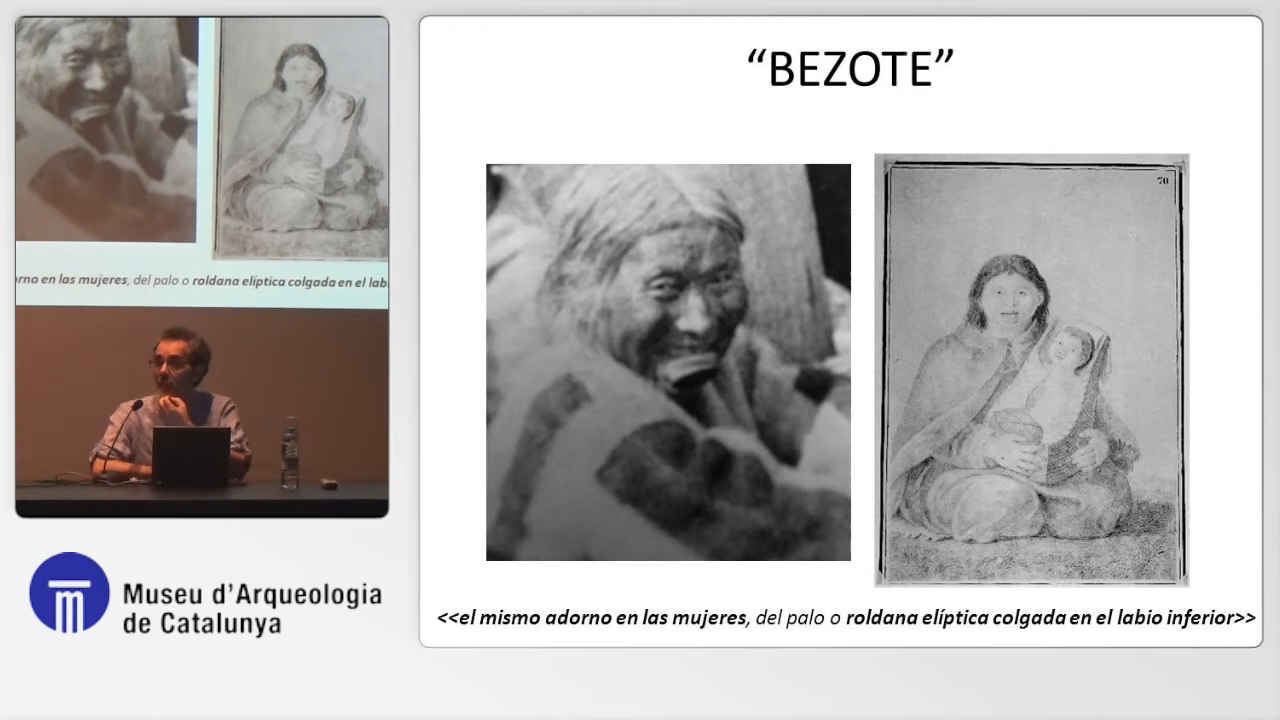 orno en las mujeres, del palo o roldana elíptica colgada en el lab
Museu d'Arqueologia
de Catalunya
“BEZOTE”
70
<<el mismo adorno en las mujeres, del palo o roldana elíptica colgada en el labio inferior>>